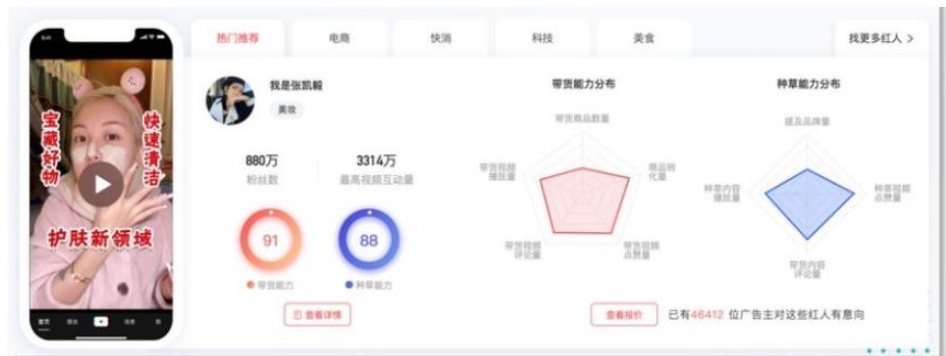 热门推荐
电商
快消
科技
美食
找更多红人 >
宝藏好物
快速清洁
护肤新领域
我是张凯毅
美妆
880万
粉丝数
3314万
最高视频互动量
91
88
带货能力
种草能力
查看详情
带货能力分布
带货商品数量
商品转化量
带货视频
点赞量
带货视频
评论量
带货视频
播放量
查看报价
种草能力分布
提及品牌量
种草视频
点赞量
带货内容
评论量
种草内容
播放量
已有46412 位广告主对这些红人有意向